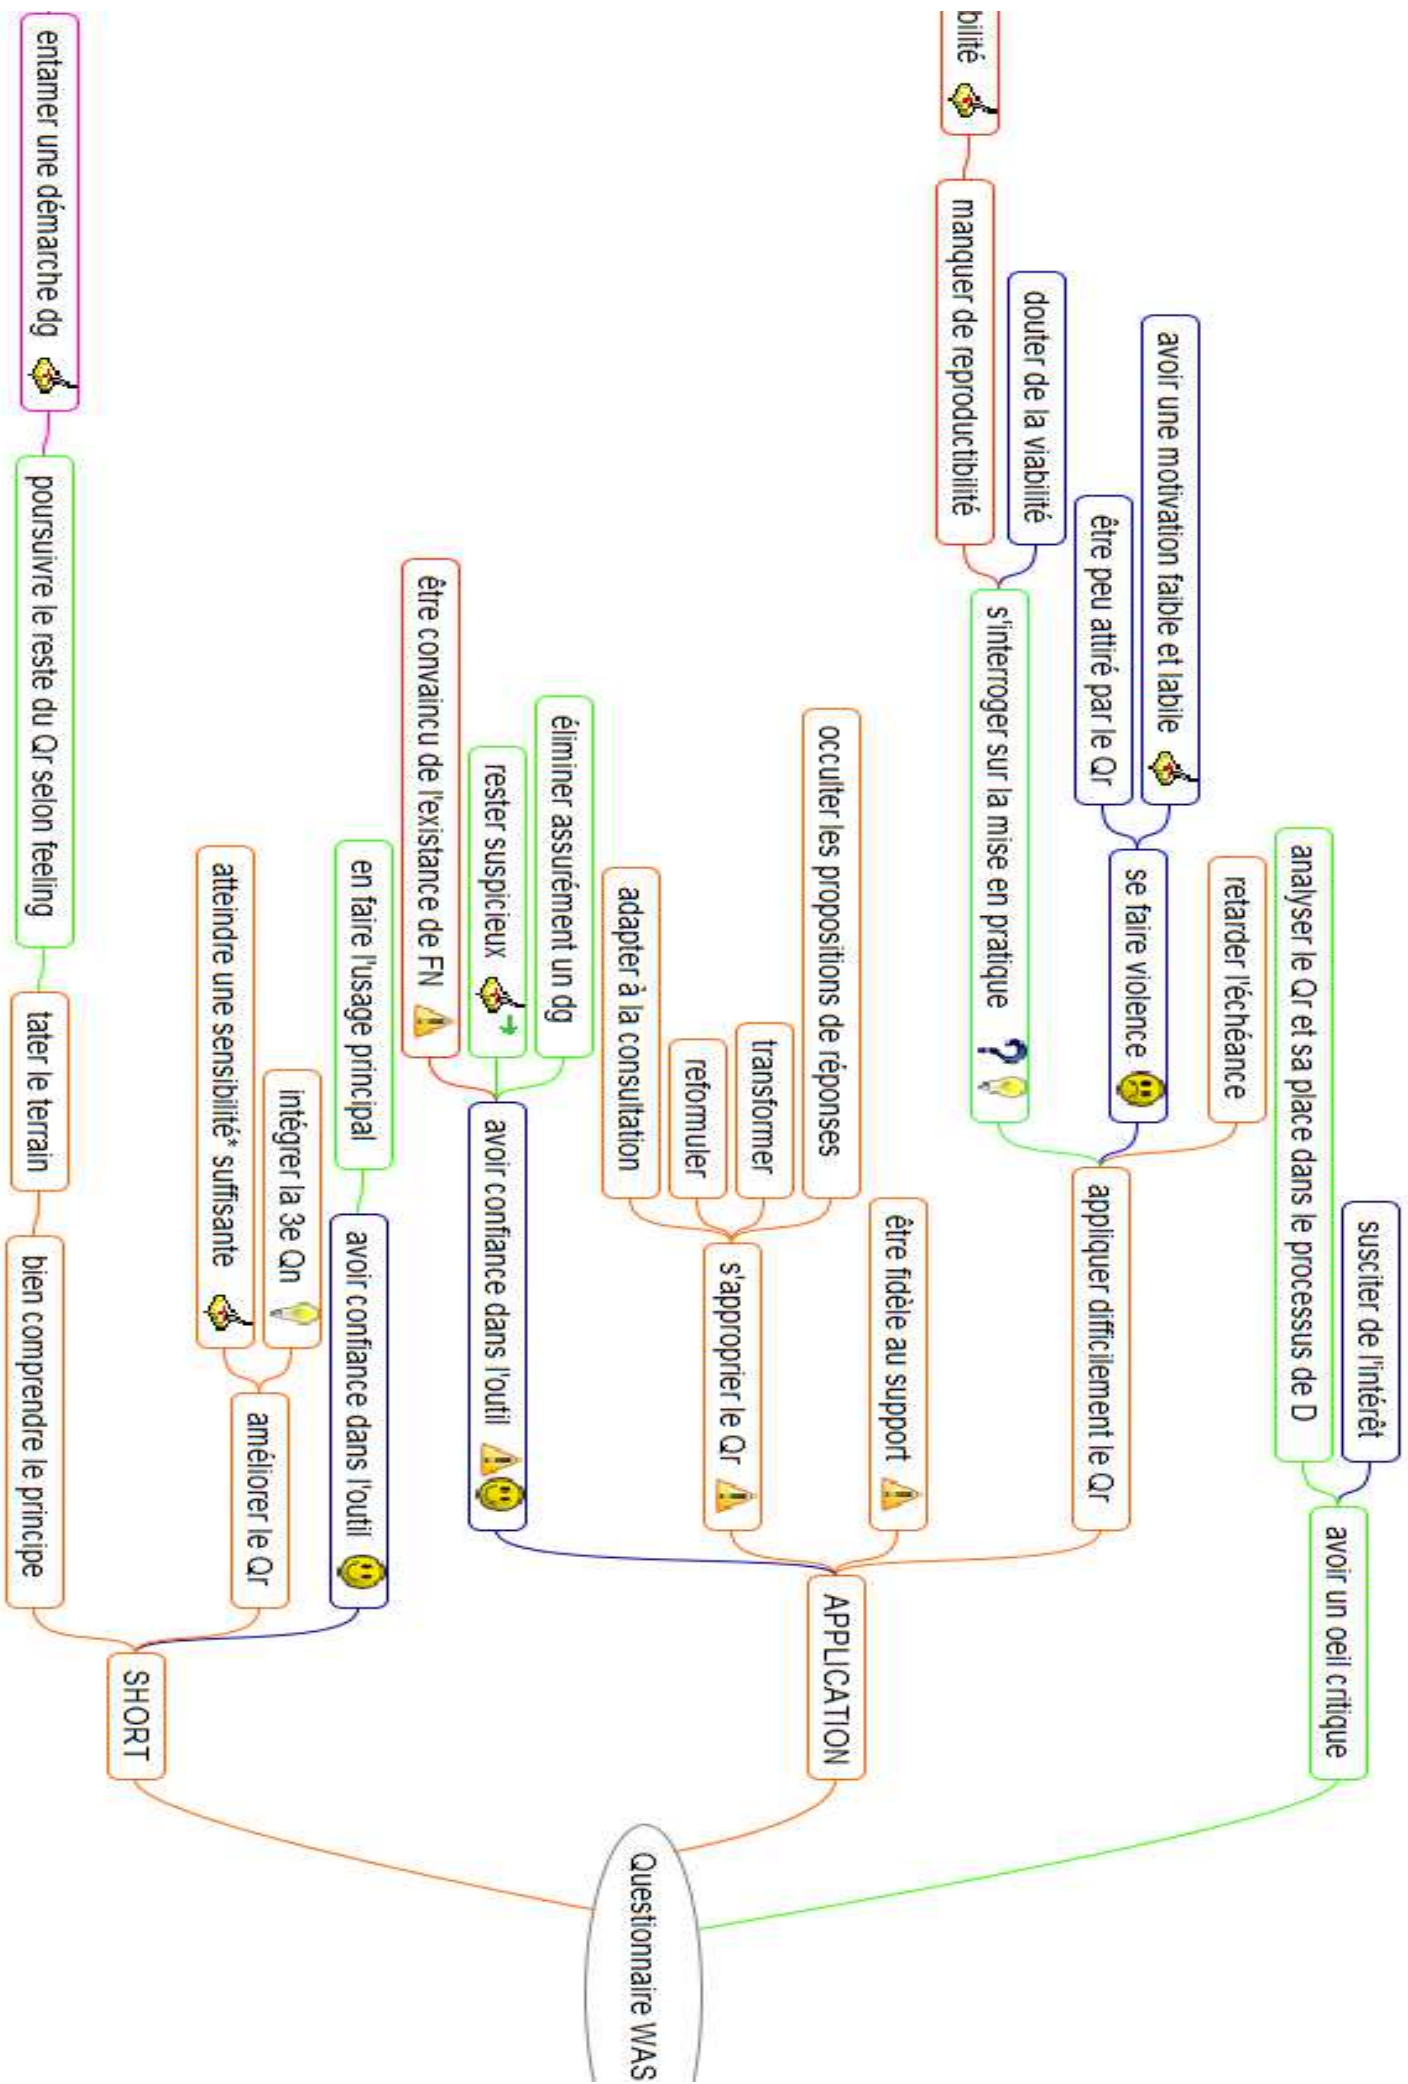 susciter de l'intérêt
analyser le Qr et sa place dans le processus de D
avoir un oeil critique
retarder l'échéance
avoir une motivation faible et labile
être peu attiré par le Qr
se faire violence
douter de la viabilité
bilité
manquer de reproductibilité
s'interroger sur la mise en pratique
appliquer difficilement le Qr
être fidèle au support
occulter les propositions de réponses
transformer
reformuler
adapter à la consultation
s'approprier le Qr
éliminer assurément un dg
rester suspicieux
être convaincu de l'existance de FN
avoir confiance dans l'outil
APPLICATION
en faire l'usage principal
avoir confiance dans l'outil
intégrer la 3e Qn
atteindre une sensibilité* suffisante
améliorer le Qr
entamer une démarche dg
poursuivre le reste du Qr selon feeling
tater le terrain
bien comprendre le principe
SHORT
Questionnaire WAS